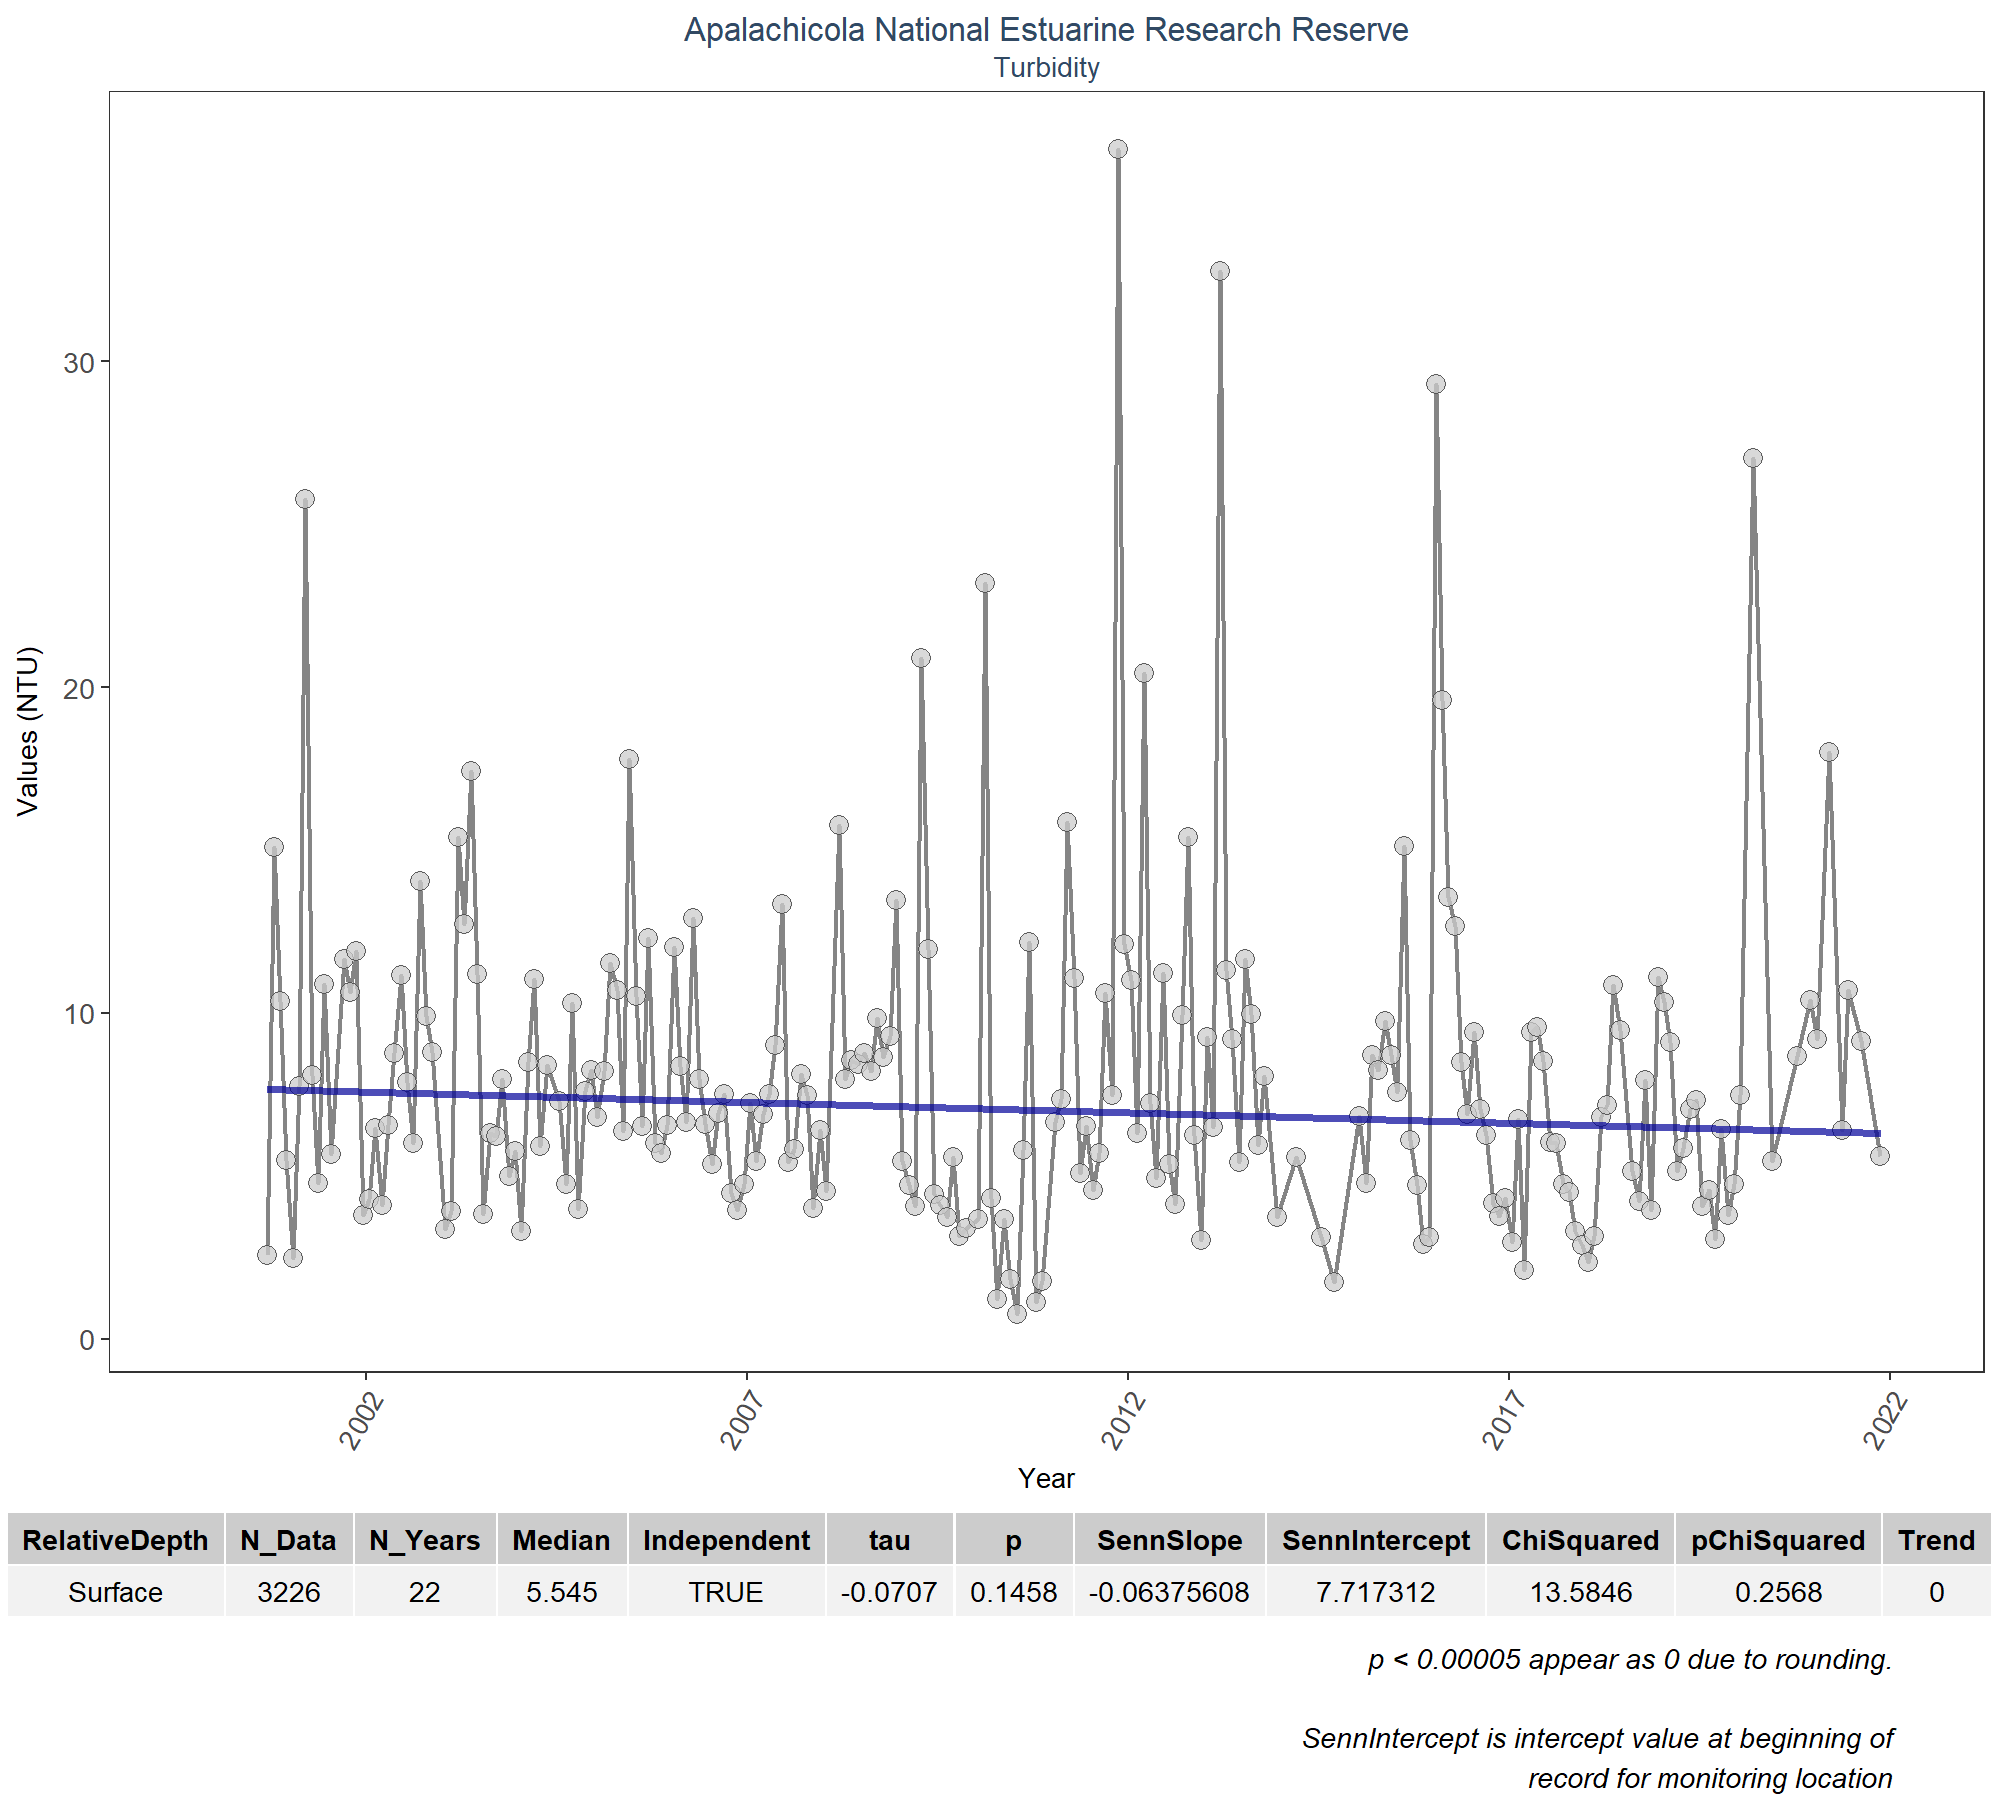 Apalachicola National Estuarine Research Reserve
Turbidity
Values (NTU)
30
20
10
0
2002
2007
2012
2017
2022
Year
RelativeDepth N_Data N_Years Median Independent tau p SennSlope SennIntercept ChiSquared pChiSquared Trend
Surface 3226 22 5.545 TRUE -0.0707 0.1458 -0.06375608 7.717312 13.5846 0.2568 0
p < 0.00005 appear as 0 due to rounding.
SennIntercept is intercept value at beginning of
record for monitoring location